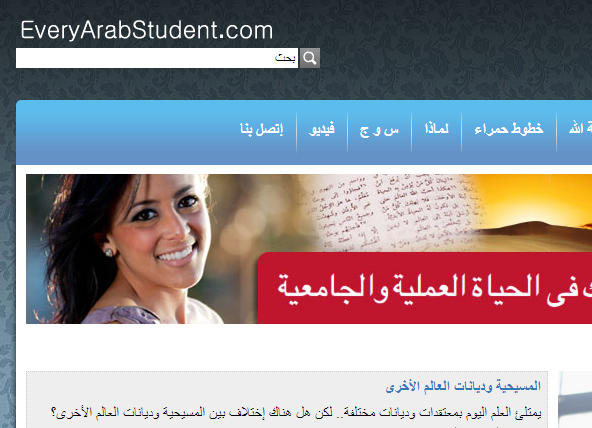 EveryArabStudent.com
بحث
ة الله
خطوط حمراء
لماذا
س و ج
فيديو
إتصل بنا
ك فى الحياة العملية والجامعية
المسيحية وديانات العالم الأخرى
يمتلئ العلم اليوم بمعتقدات وديانات مختلفة.. لكن هل هناك إختلاف بين المسيحية وديانات العالم الأخرى؟